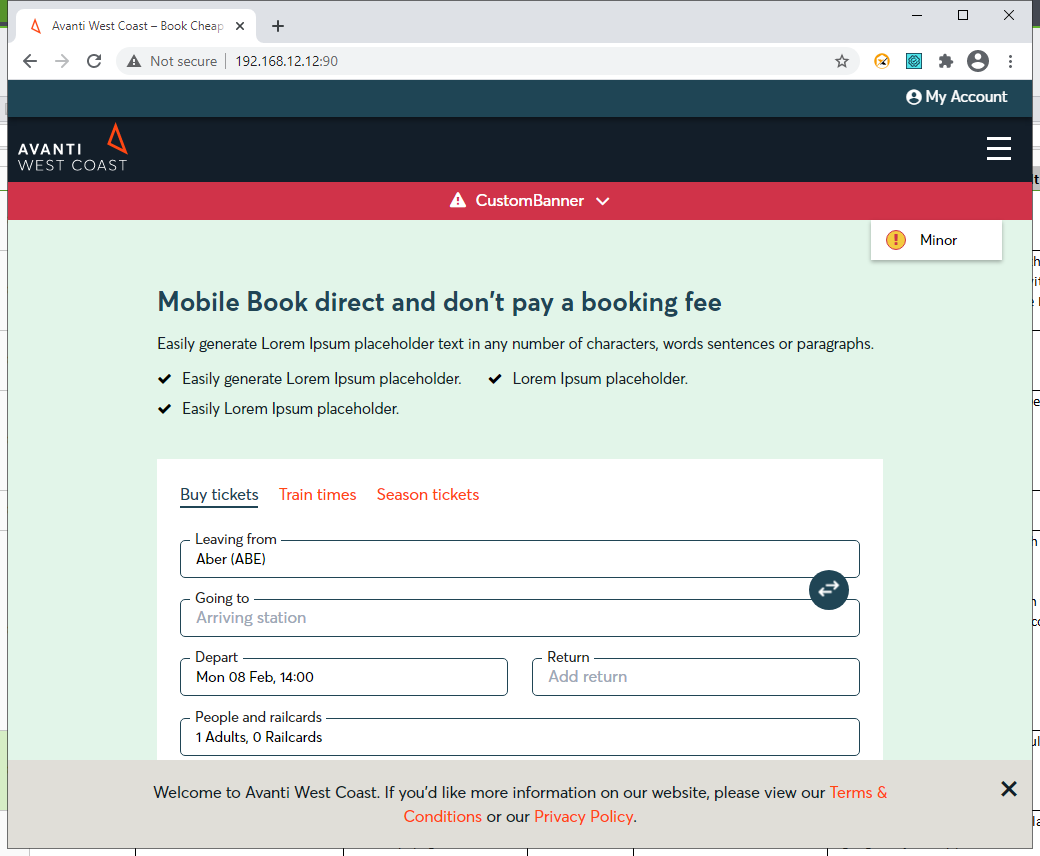 Avanti West Coast – Book Cheap
Not secure
192.168.12.12:90
My Account
AVANTI
WEST COAST
CustomBanner
Minor
Mobile Book direct and don't pay a booking fee
Easily generate Lorem Ipsum placeholder text in any number of characters, words sentences or paragraphs.
Easily generate Lorem Ipsum placeholder. Lorem Ipsum placeholder.
Easily Lorem Ipsum placeholder.
Buy tickets Train times Season tickets
Leaving from
Aber (ABE)
Going to
Arriving station
Depart Return
Mon 08 Feb, 14:00 Add return
People and railcards
1 Adults, 0 Railcards
Welcome to Avanti West Coast. If you'd like more information on our website, please view our Terms &
Conditions or our Privacy Policy.